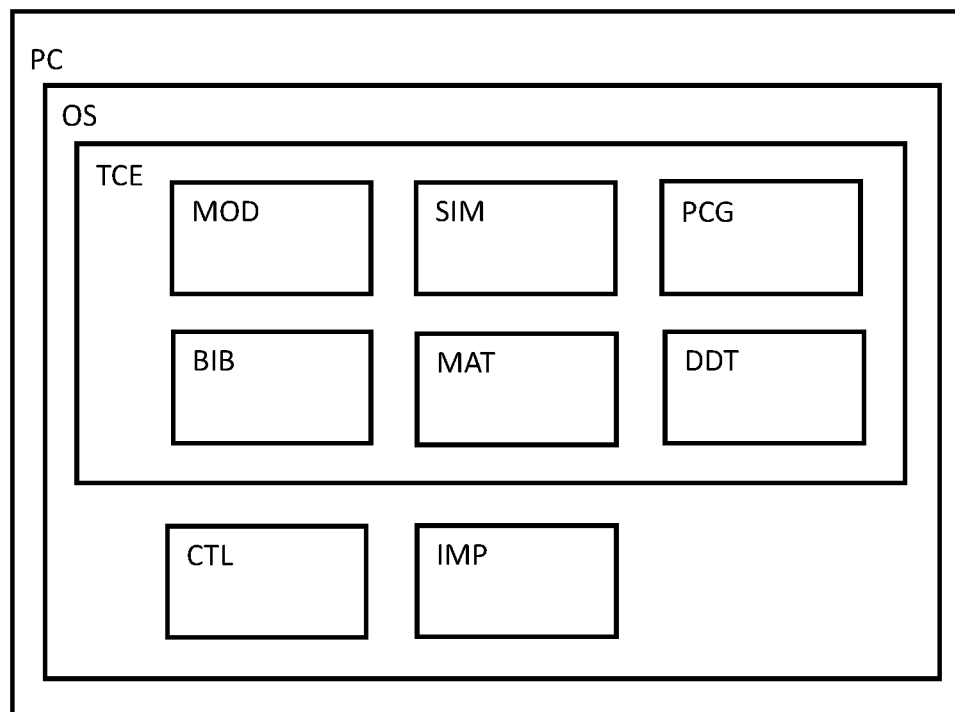 PC
OS
TCE
MOD
SIM
PCG
BIB
MAT
DDT
CTL
IMP